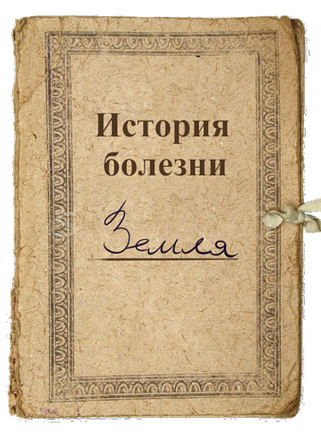 История
болезни
Земля